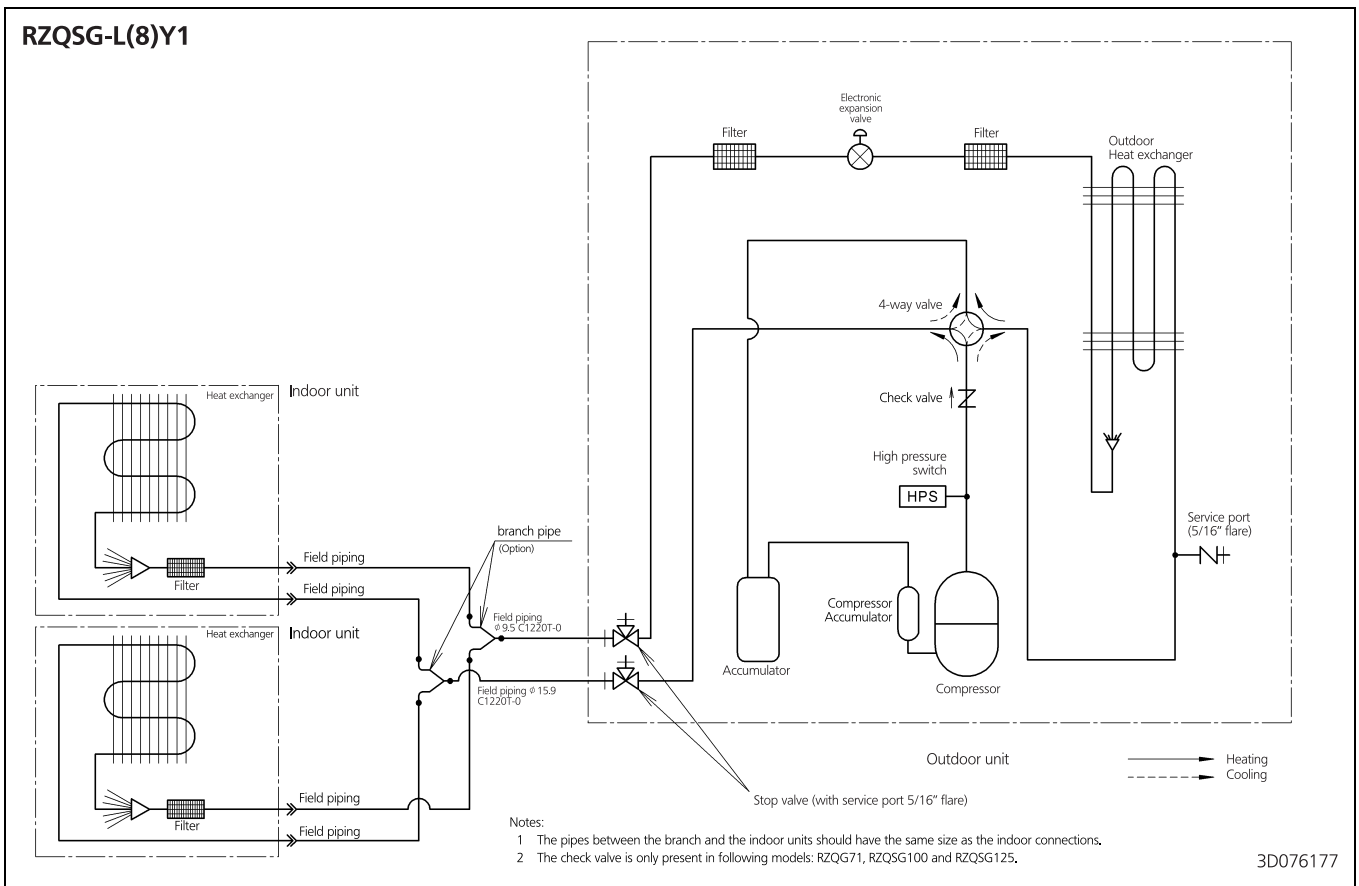 RZQSG-L(8)Y1
Electronic
expansion
valve
Filter
Filter
Outdoor
Heat exchanger
4-way valve
Check valve
High pressure
switch
HPS
Service port
(5/16" flare)
Compressor
Accumulator
Accumulator
Compressor
Heat exchanger
Indoor unit
Filter
Field piping
Field piping
branch pipe
(Option)
Field piping
φ 9.5 C1220T-0
Heat exchanger
Indoor unit
Field piping φ 15.9
C1220T-0
Filter
Field piping
Field piping
Outdoor unit
Heating
Cooling
Stop valve (with service port 5/16" flare)
Notes:
1 The pipes between the branch and the indoor units should have the same size as the indoor connections.
2 The check valve is only present in following models: RZQG71, RZQSG100 and RZQSG125.
3D076177